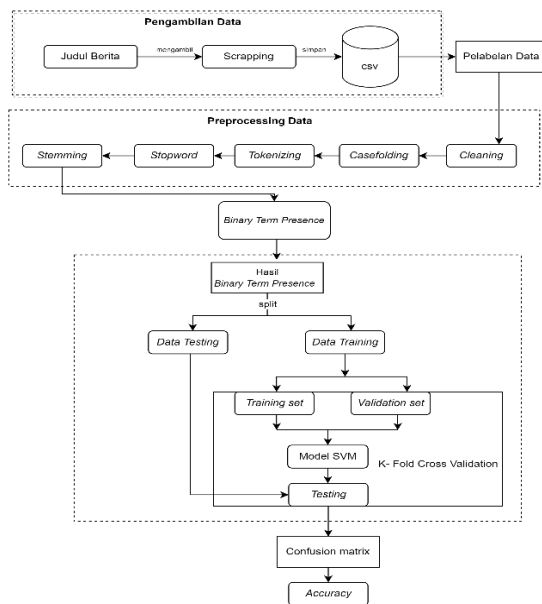 Pengambilan Data
Judul Berita
mengambil
Scrapping
simpan
csv
Pelabelan Data
Preprocessing Data
Stemming
Stopword
Tokenizing
Casefolding
Cleaning
Binary Term Presence
Hasil
Binary Term Presence
split
Data Testing
Data Training
Training set
Validation set
Model SVM
K- Fold Cross Validation
Testing
Confusion matrix
Accuracy